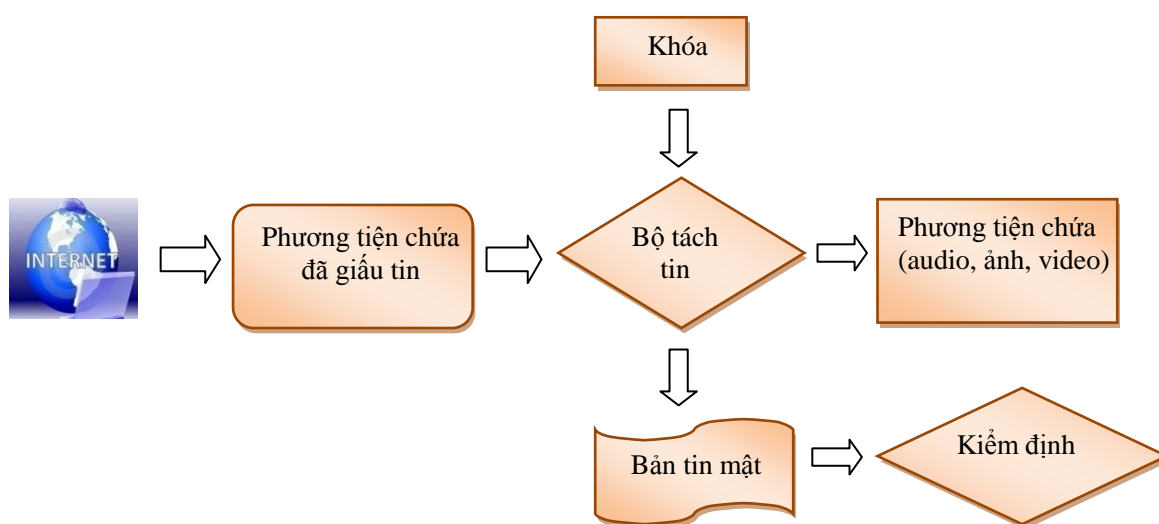 Khóa
INTERNET
Phương tiện chứa
đã giấu tin
Bộ tách
tin
Phương tiện chứa
(audio, ảnh, video)
Bản tin mật
Kiểm định